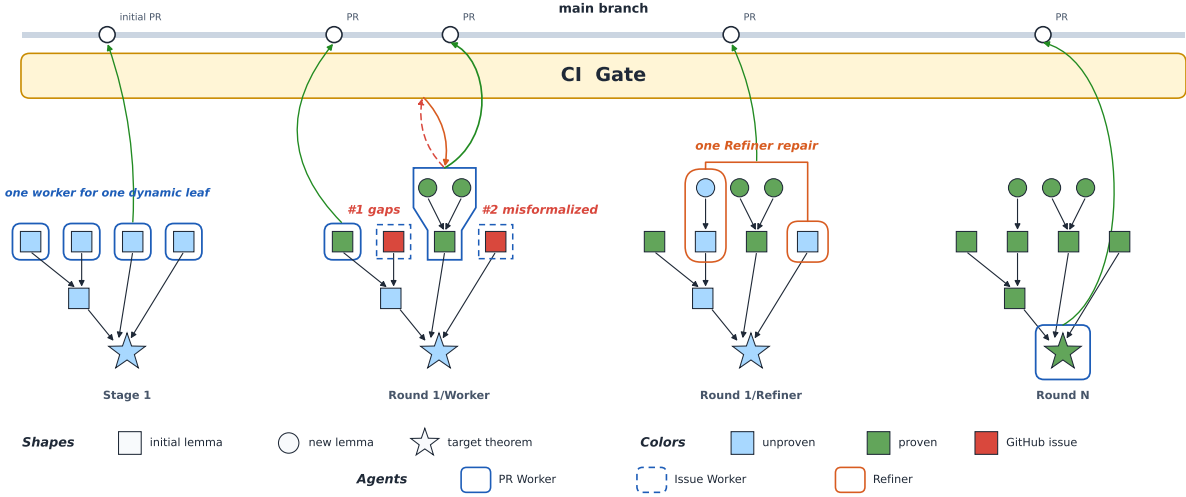 main branch
initial PR
PR
PR
PR
PR
CI Gate
one Refiner repair
one worker for one dynamic leaf
#1 gaps
#2 misformalized
Stage 1
Round 1/Worker
Round 1/Refiner
Round N
Shapes
initial lemma
new lemma
target theorem
Colors
unproven
proven
GitHub issue
Agents
PR Worker
Issue Worker
Refiner